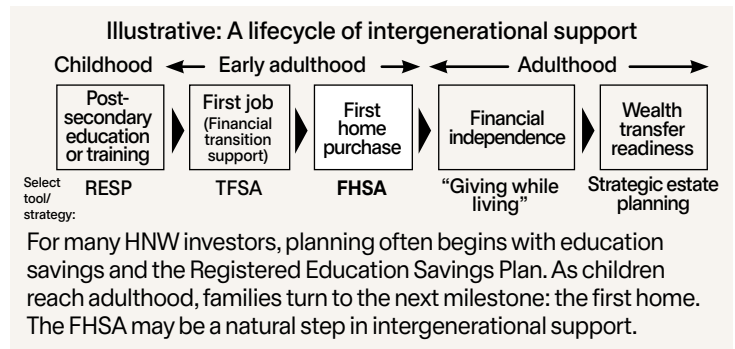 Illustrative: A lifecycle of intergenerational support
Childhood
Early adulthood
Adulthood
Post-
secondary
education
or training
First job
(Financial
transition
support)
First
home
purchase
Financial
independence
Wealth
transfer
readiness
Select
tool/
strategy:
RESP
TFSA
FHSA
“Giving while
living”
Strategic estate
planning
For many HNW investors, planning often begins with education
savings and the Registered Education Savings Plan. As children
reach adulthood, families turn to the next milestone: the first home.
The FHSA may be a natural step in intergenerational support.